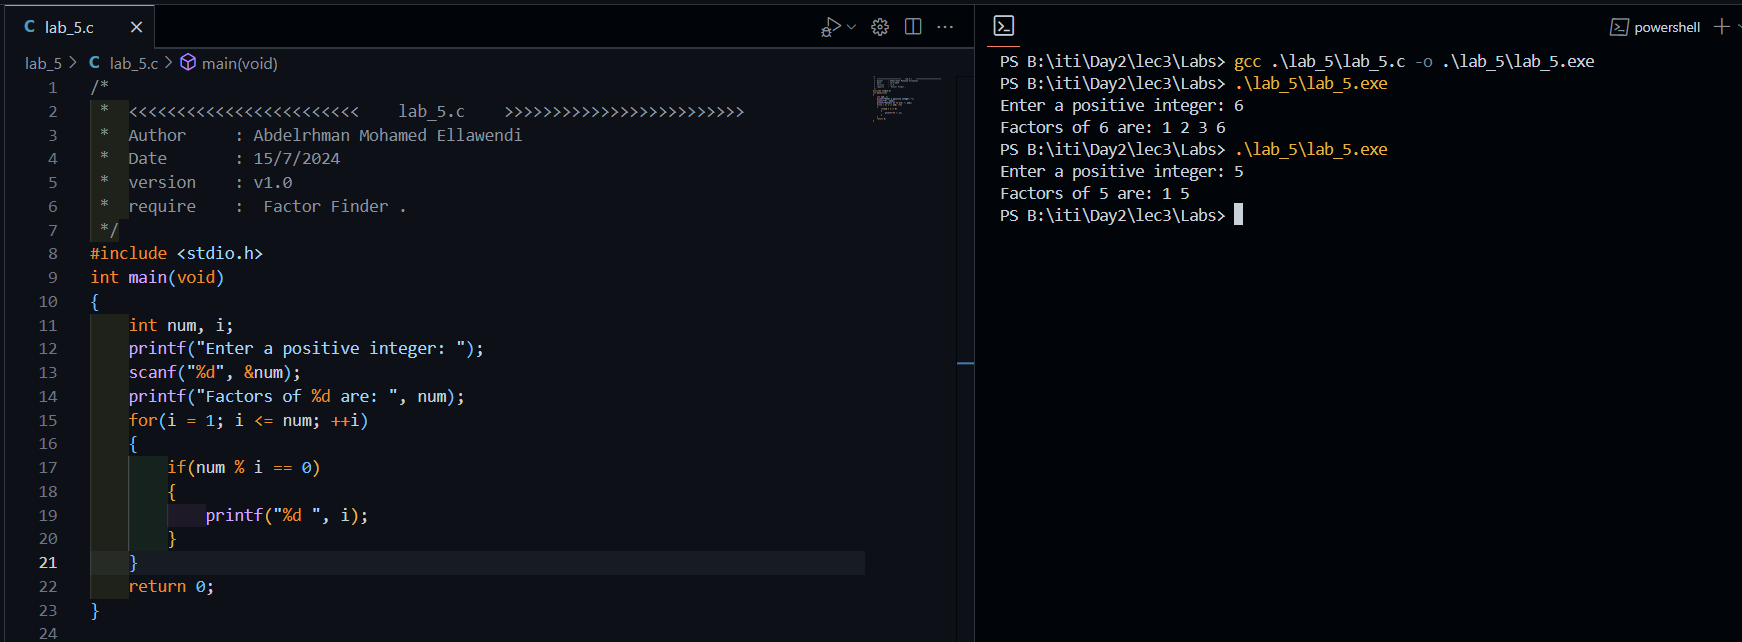 C lab_5.c
lab_5 > C lab_5.c > main(void)
1 /*
2 * <<<<<<<<<<<<<<<<<<<<<<<< lab_5.c >>>>>>>>>>>>>>>>>>>>>>>>>
3 * Author : Abdelrhman Mohamed Ellawendi
4 * Date : 15/7/2024
5 * version : v1.0
6 * require : Factor Finder .
7 */
8 #include <stdio.h>
9 int main(void)
10 {
11 int num, i;
12 printf("Enter a positive integer: ");
13 scanf("%d", &num);
14 printf("Factors of %d are: ", num);
15 for(i = 1; i <= num; ++i)
16 {
17 if(num % i == 0)
18 {
19 printf("%d ", i);
20 }
21 }
22 return 0;
23 }
24
powershell
PS B:\iti\Day2\lec3\Labs> gcc .\lab_5\lab_5.c -o .\lab_5\lab_5.exe
PS B:\iti\Day2\lec3\Labs> .\lab_5\lab_5.exe
Enter a positive integer: 6
Factors of 6 are: 1 2 3 6
PS B:\iti\Day2\lec3\Labs> .\lab_5\lab_5.exe
Enter a positive integer: 5
Factors of 5 are: 1 5
PS B:\iti\Day2\lec3\Labs>